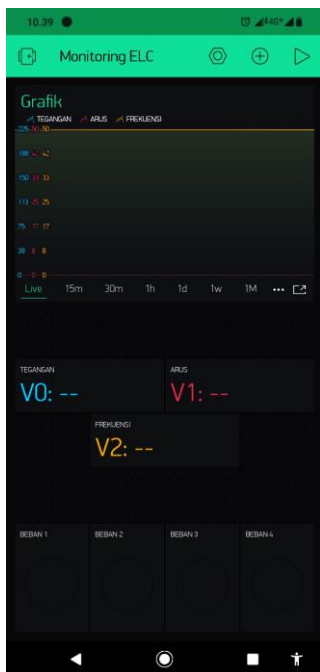 10.39
4G+
Monitoring ELC
Grafik
TEGANGAN ARUS FREKUENSI
225 50 50
188 42 42
150 33 33
113 25 25
75 17 17
38 8 8
0 0 0
Live 15m 30m 1h 1d 1w 1M •••
TEGANGAN ARUS
V0: -- V1: --
FREKUENSI
V2: --
BEBAN 1 BEBAN 2 BEBAN 3 BEBAN 4